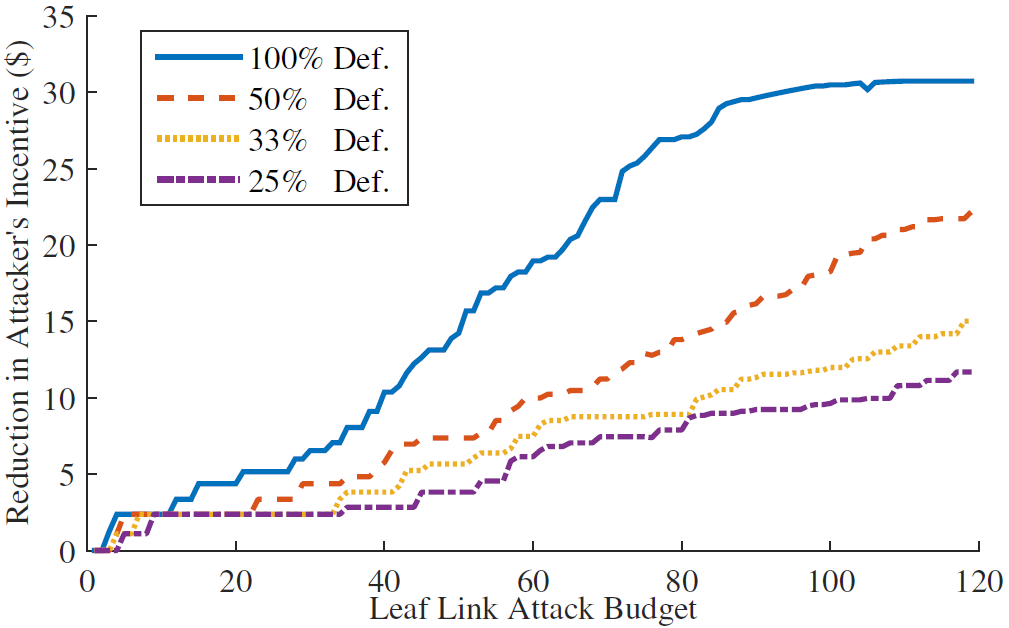 35
30
25
20
15
10
5
0
Reduction in Attacker's Incentive ($)
100% Def.
50% Def.
33% Def.
25% Def.
0 20 40 60 80 100 120
Leaf Link Attack Budget